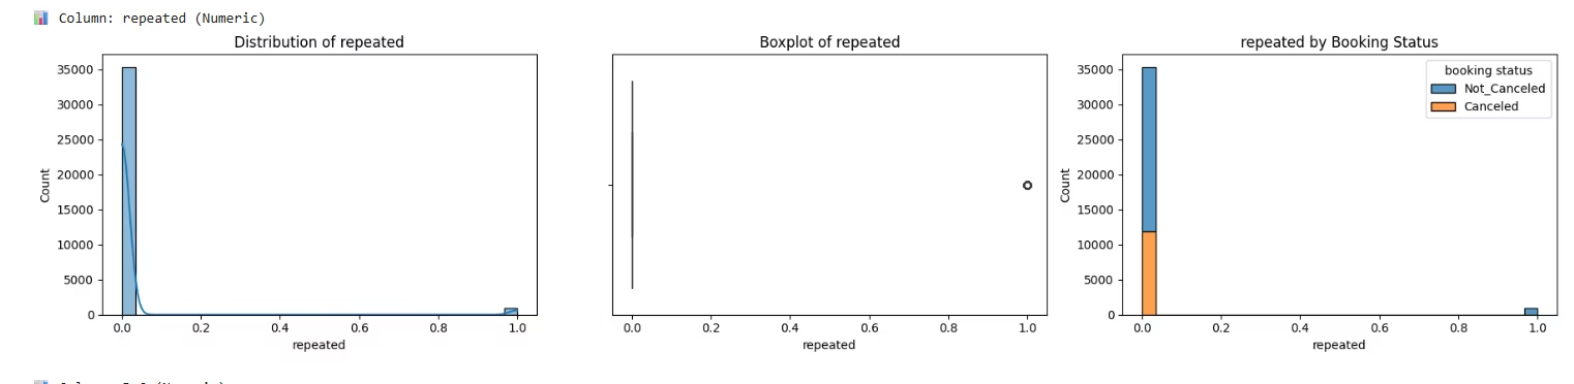 Column: repeated (Numeric)
Distribution of repeated
35000
30000
25000
20000
15000
10000
5000
0
Count
0.0 0.2 0.4 0.6 0.8 1.0
repeated
Boxplot of repeated
0.0 0.2 0.4 0.6 0.8 1.0
repeated
repeated by Booking Status
booking status
Not_Canceled
Canceled
35000
30000
25000
20000
15000
10000
5000
0
Count
0.0 0.2 0.4 0.6 0.8 1.0
repeated